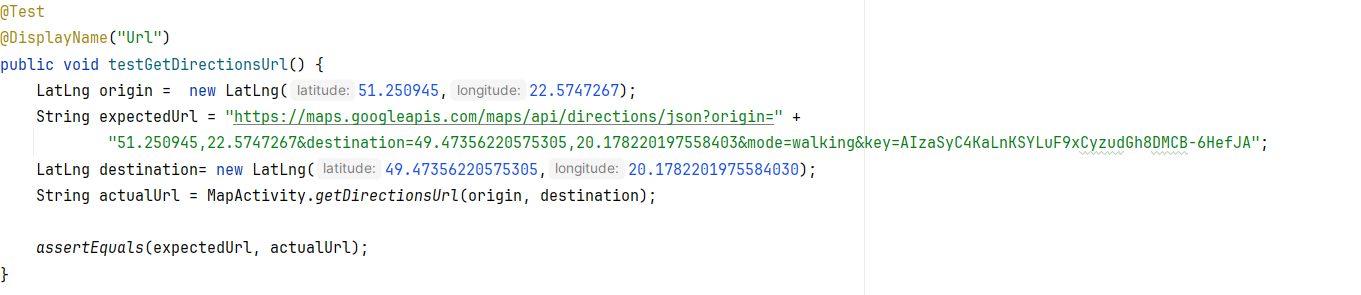 @Test
@DisplayName("Url")
public void testGetDirectionsUrl() {
LatLng origin =  new LatLng( latitude: 51.250945, longitude: 22.5747267);
String expectedUrl = "https://maps.googleapis.com/maps/api/directions/json?origin=" +
"51.250945,22.5747267&destination=49.47356220575305,20.178220197558403&mode=walking&key=AIzaSyC4KaLnKSYLuF9xCyzudGh8DMCB-6HefJA";
LatLng destination= new LatLng( latitude: 49.47356220575305, longitude: 20.1782201975584030);
String actualUrl = MapActivity.getDirectionsUrl(origin, destination);
assertEquals(expectedUrl, actualUrl);
}